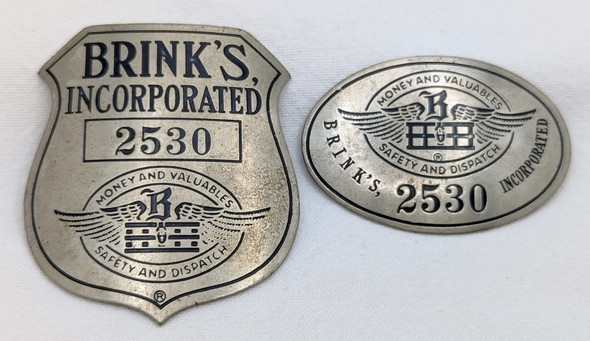 BRINK'S,
INCORPORATED
2530
MONEY AND VALUABLES
B
SAFETY AND DISPATCH
®
MONEY AND VALUABLES
B
®
SAFETY AND DISPATCH
BRINK'S, 2530 INCORPORATED